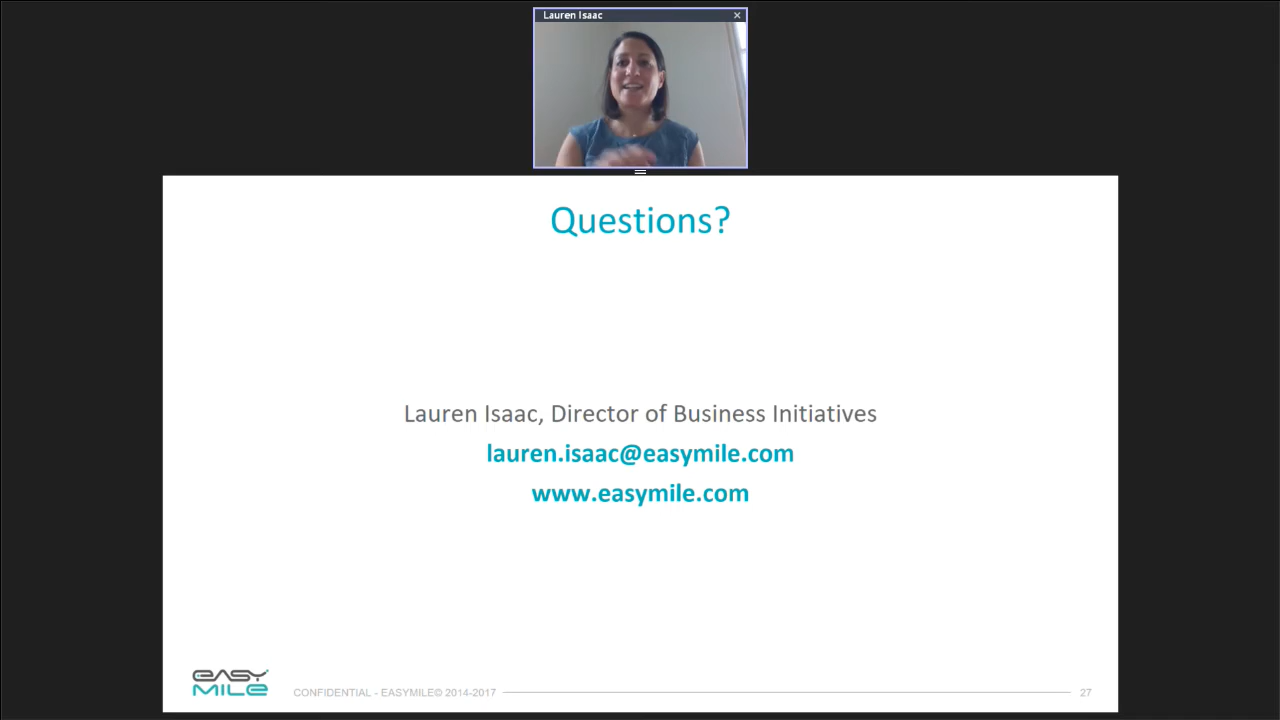 Lauren Isaac
Questions?
Lauren Isaac, Director of Business Initiatives
lauren.isaac@easymile.com
www.easymile.com
easy
mile
CONFIDENTIAL - EASYMILE© 2014-2017
27